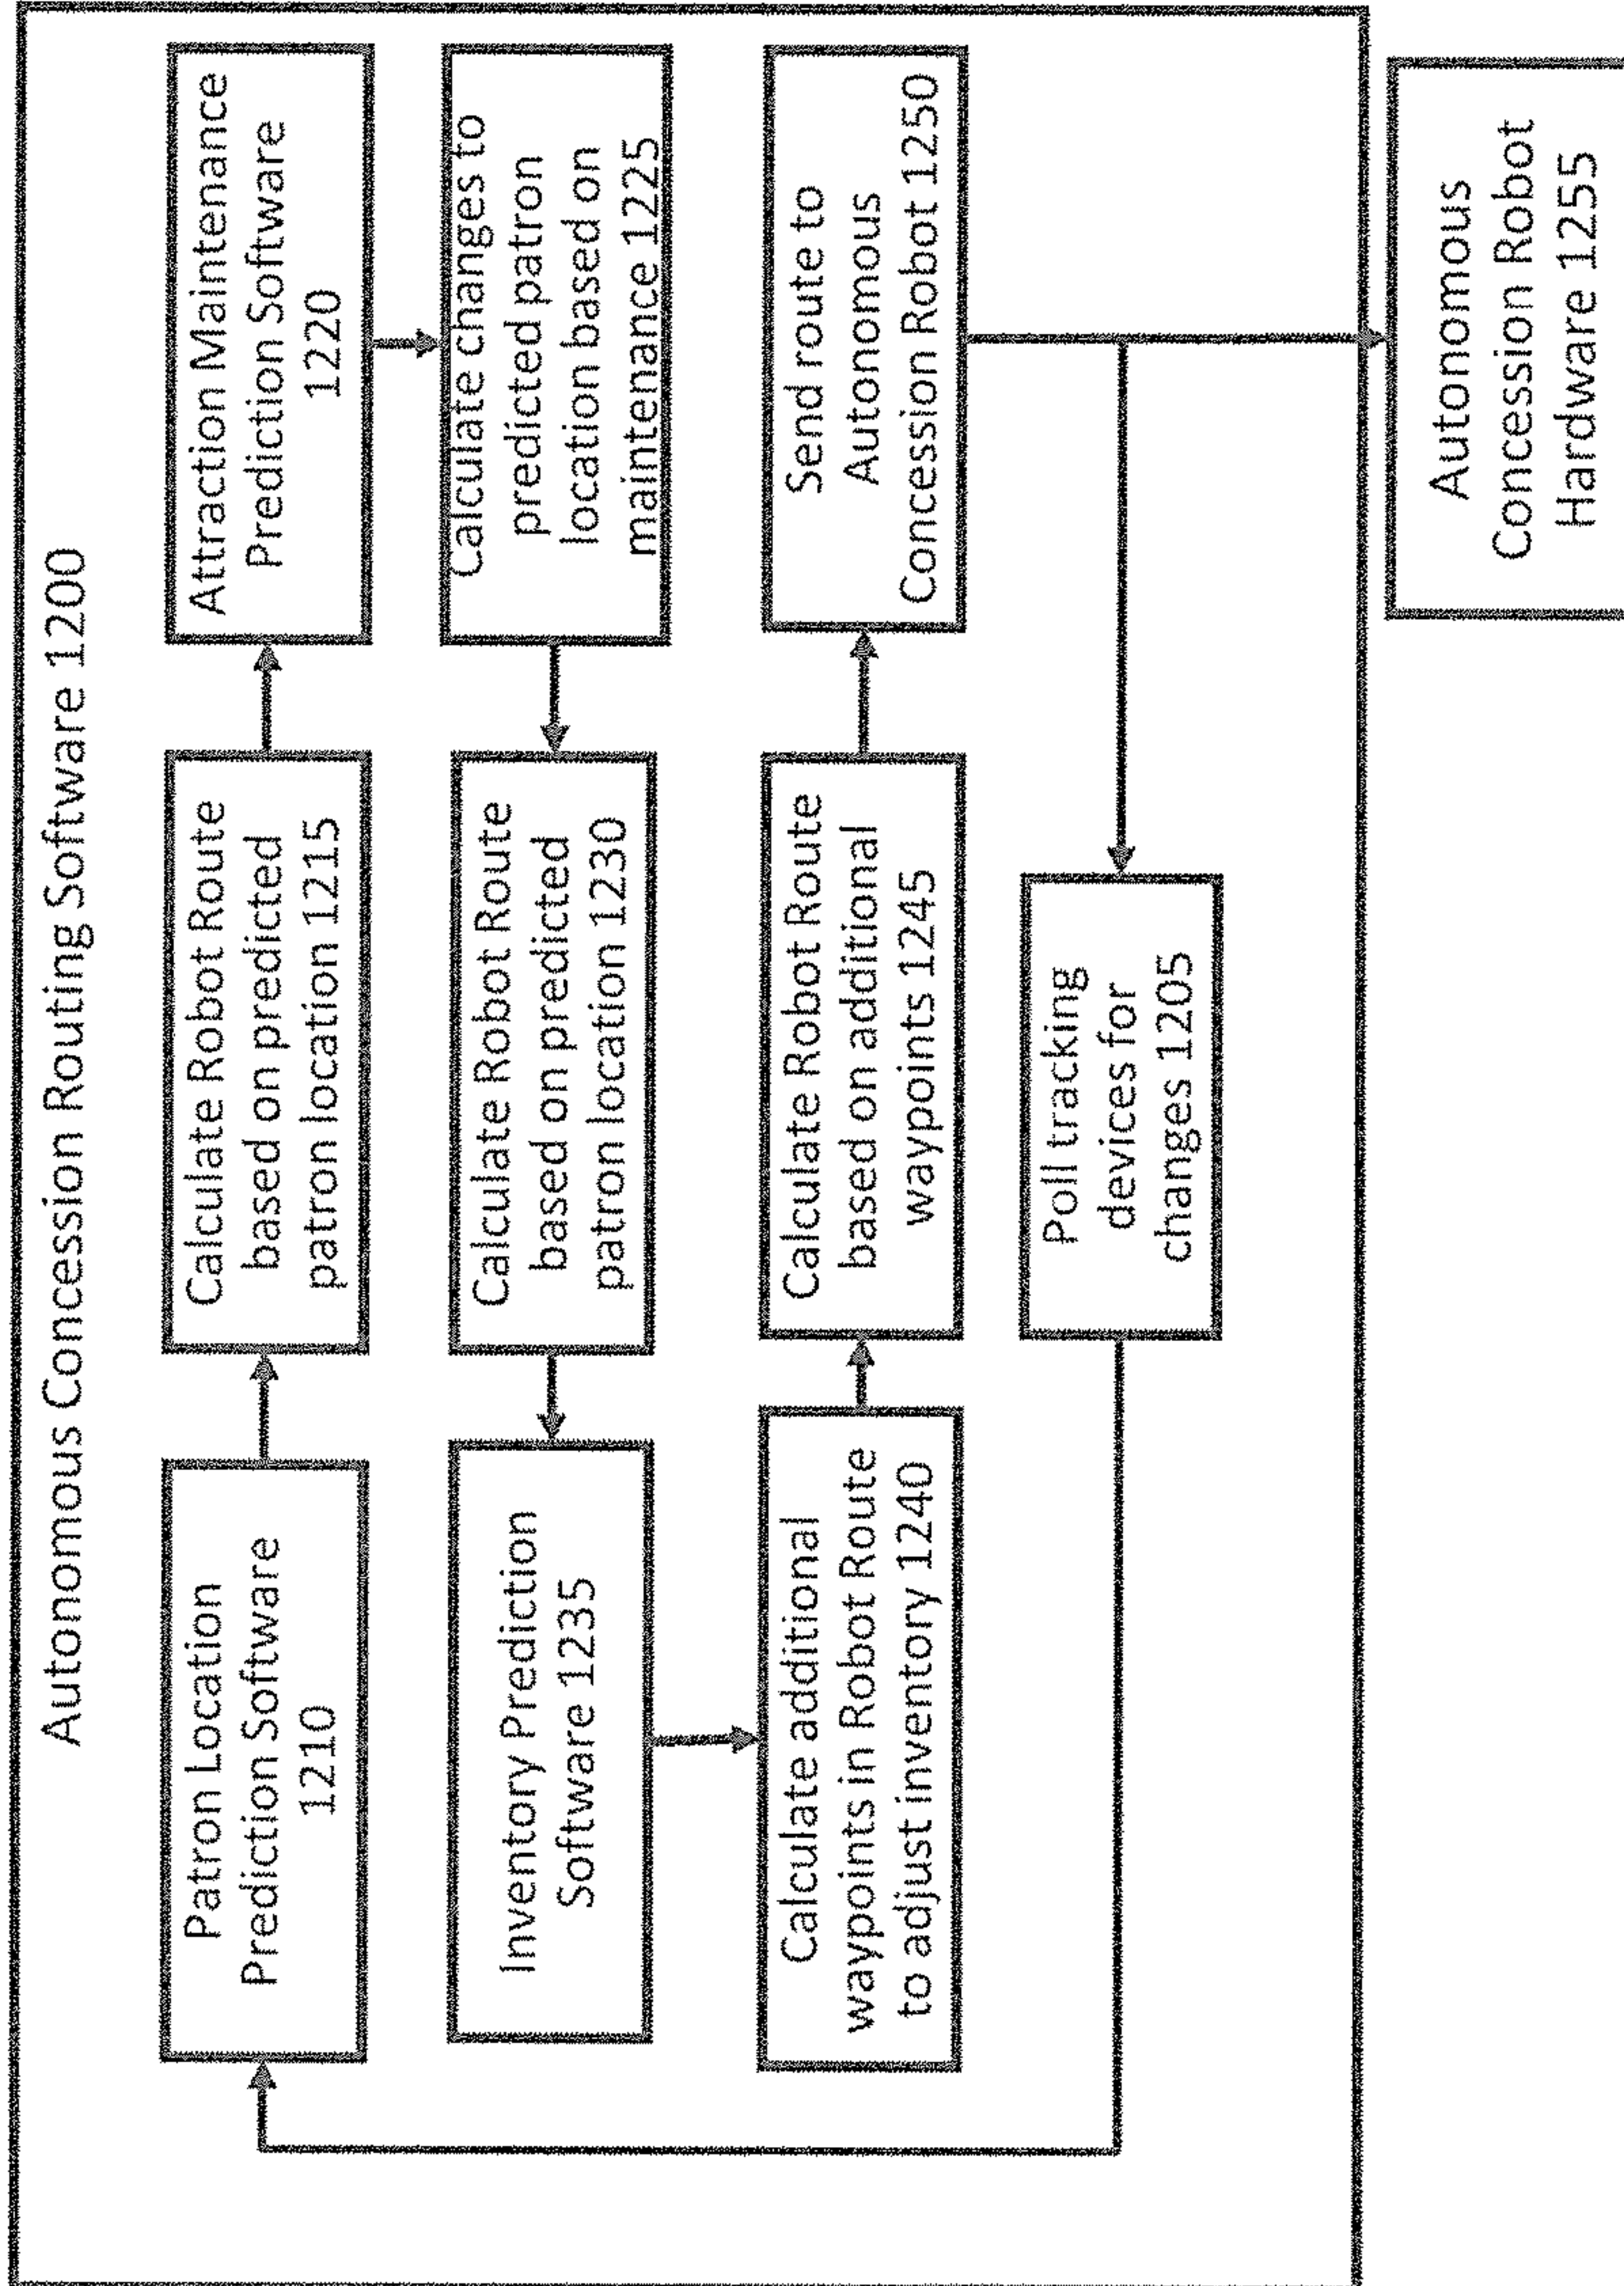 Autonomous Concession Routing Software 1200
Patron Location
Prediction Software
1210
Calculate Robot Route
based on predicted
patron location 1215
Attraction Maintenance
Prediction Software
1220
Inventory Prediction
Software 1235
Calculate Robot Route
based on predicted
patron location 1230
Calculate changes to
predicted patron
location based on
maintenance 1225
Calculate additional
waypoints in Robot Route
to adjust inventory 1240
Calculate Robot Route
based on additional
waypoints 1245
Send route to
Autonomous
Concession Robot 1250
Poll tracking
devices for
changes 1205
Autonomous
Concession Robot
Hardware 1255